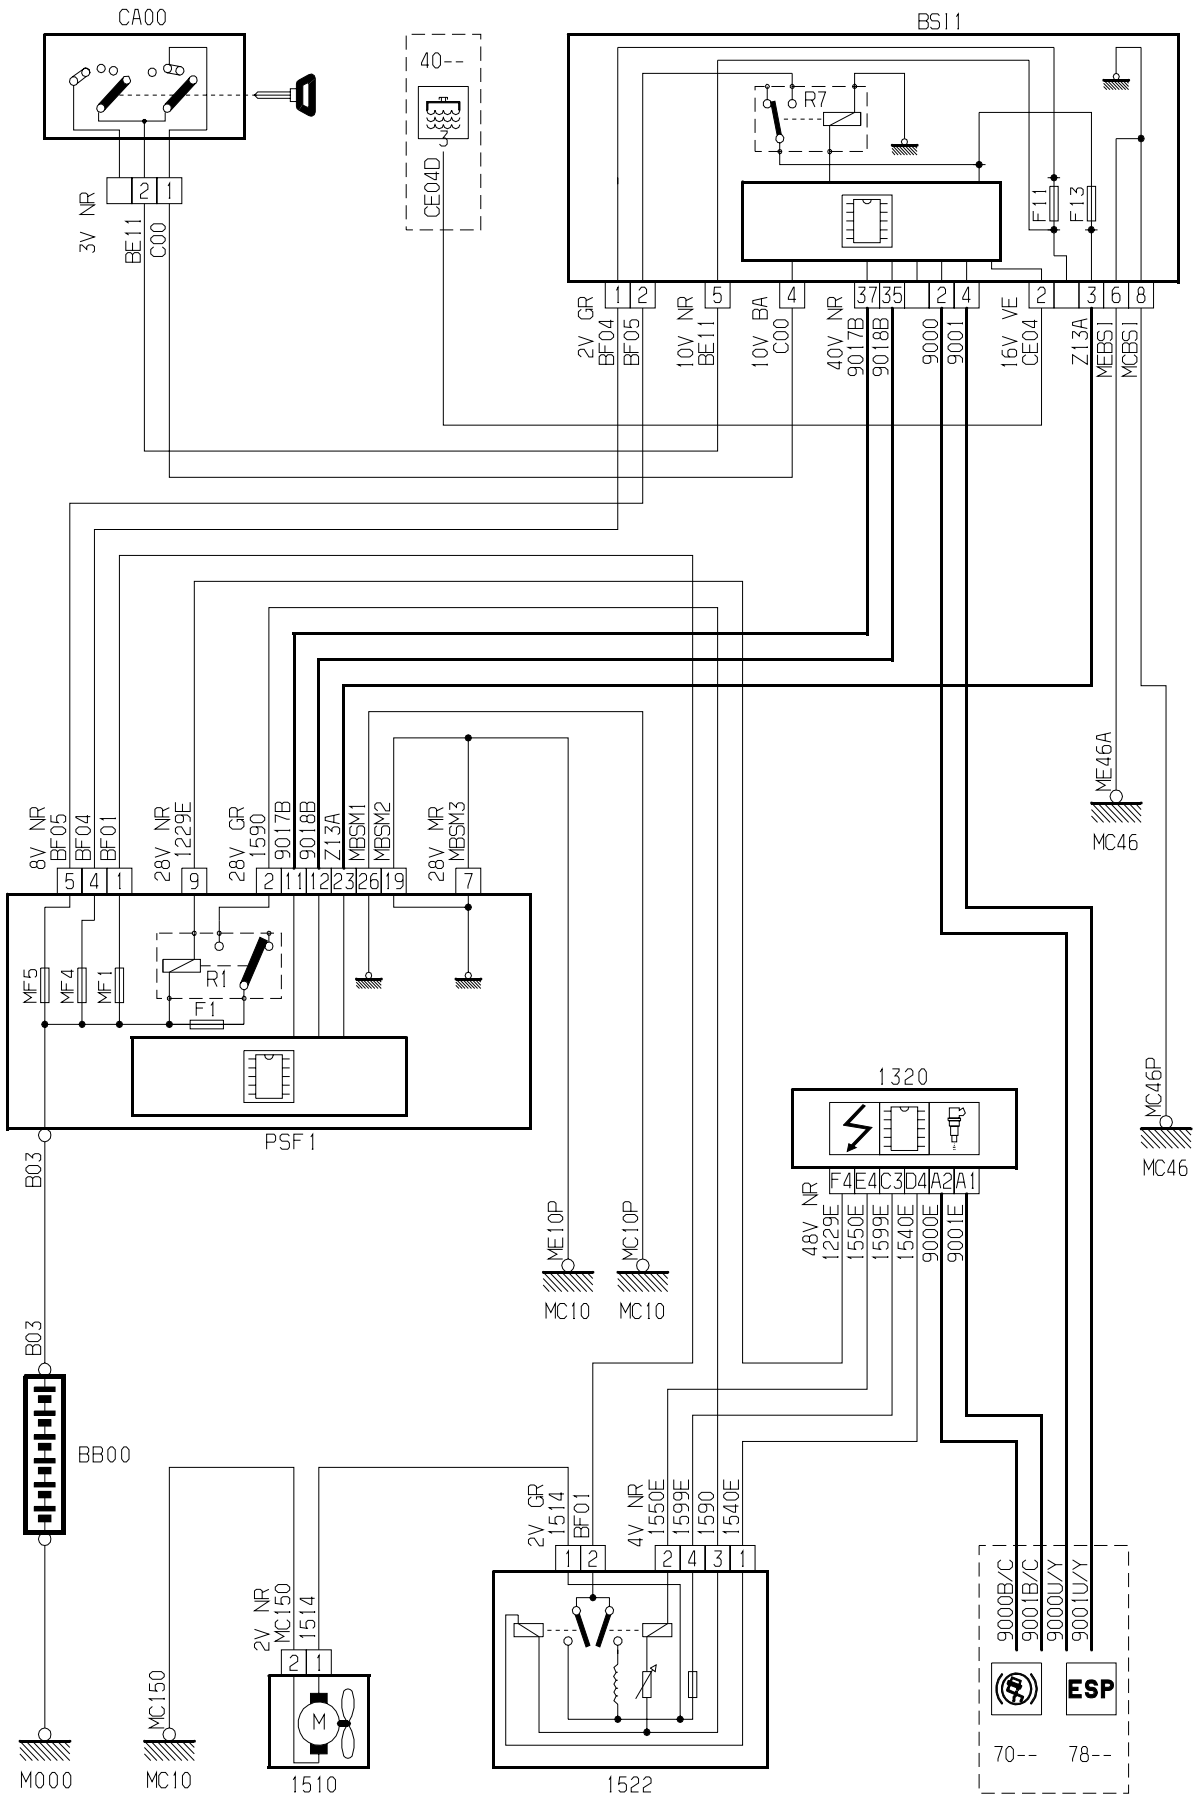 CA00
BSI1
40--
R7
3
CE04D
F11
F13
2
1
3V NR
BE11
C00
1
2
5
4
37
35
2
4
2
3
6
8
2V GR
BF04
BF05
10V NR
BE11
10V BA
C00
40V NR
9017B
9018B
9000
9001
16V VE
CE04
Z13A
MEBSI
MCBSI
ME46A
MC46
8V NR
BF05
BF04
BF01
28V NR
1229E
28V GR
1590
9017B
9018B
Z13A
MBSM1
MBSM2
28V MR
MBSM3
5
4
1
9
2
11
12
23
26
19
7
MF5
MF4
MF1
R1
F1
PSF1
B03
MC46P
MC46
1320
F4
E4
C3
D4
A2
A1
48V NR
1229E
1550E
1599E
1540E
9000E
9001E
ME10P
MC10P
MC10
MC10
B03
BB00
2V GR
1514
BF01
4V NR
1550E
1599E
1590
1540E
1
2
2
4
3
1
2V NR
MC150
1514
2
1
M
MC150
9000B/C
9001B/C
9000U/Y
9001U/Y
ESP
70--
78--
M000
MC10
1510
1522